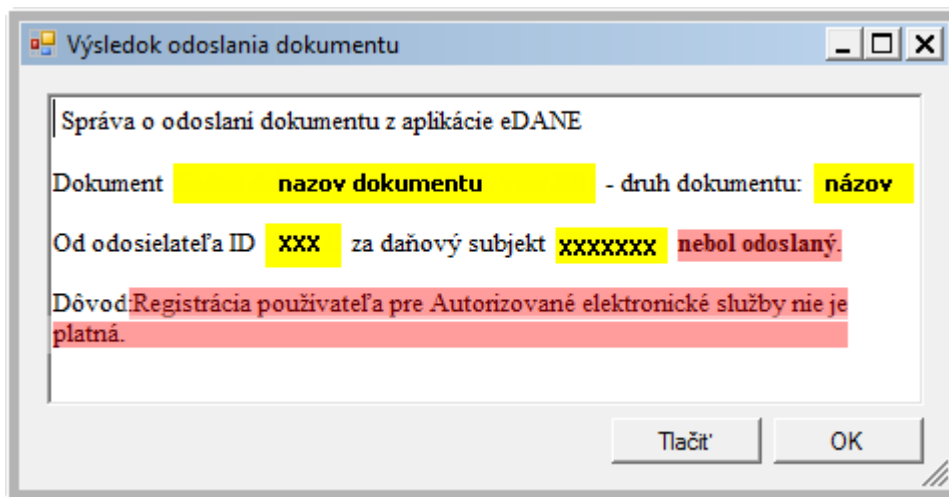 Výsledok odoslania dokumentu
Správa o odoslaní dokumentu z aplikácie eDANE
Dokument nazov dokumentu - druh dokumentu: názov
Od odosielateľa ID xxx za daňový subjekt xxxxxxx nebol odoslaný.
Dôvod:Registrácia používateľa pre Autorizované elektronické služby nie je
platná.
Tlačiť OK